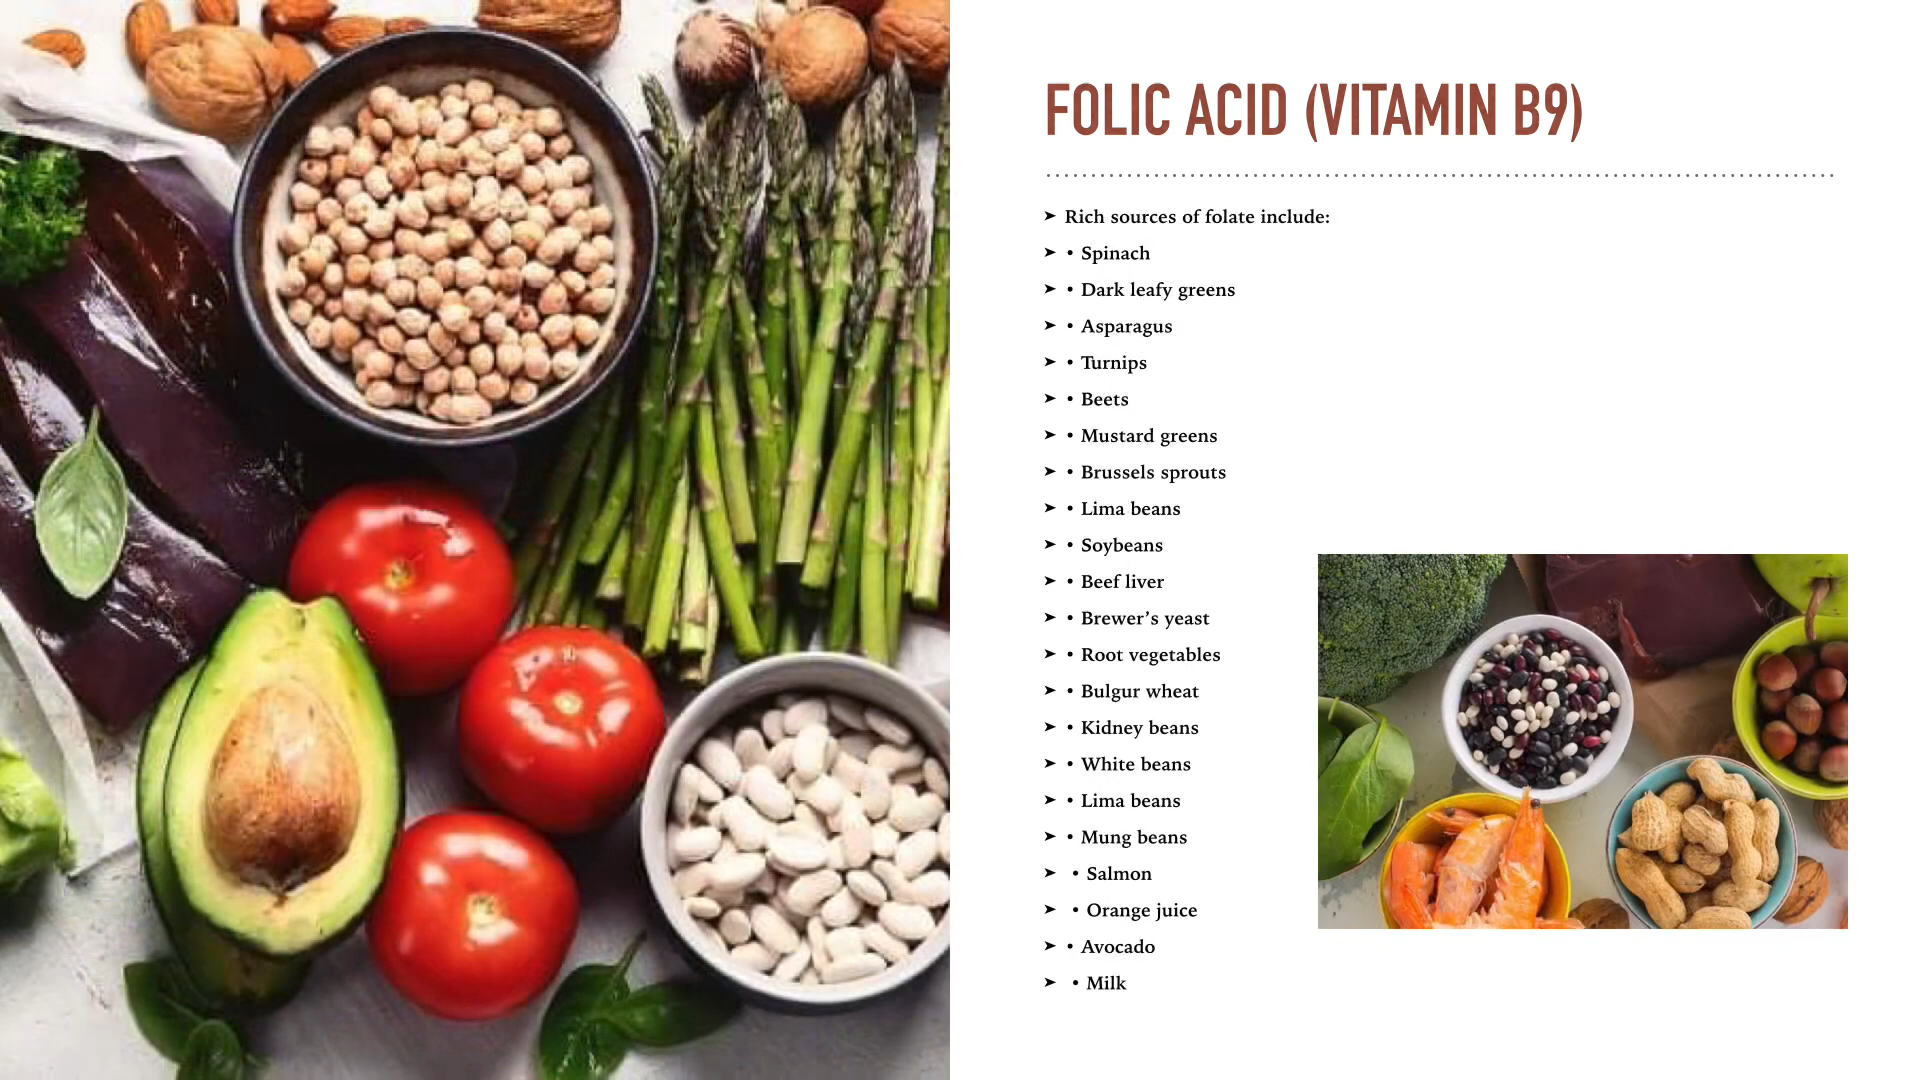 FOLIC ACID (VITAMIN B9)
➤ Rich sources of folate include:
➤ • Spinach
➤ • Dark leafy greens
➤ • Asparagus
➤ • Turnips
➤ • Beets
➤ • Mustard greens
➤ • Brussels sprouts
➤ • Lima beans
➤ • Soybeans
➤ • Beef liver
➤ • Brewer’s yeast
➤ • Root vegetables
➤ • Bulgur wheat
➤ • Kidney beans
➤ • White beans
➤ • Lima beans
➤ • Mung beans
➤ • Salmon
➤ • Orange juice
➤ • Avocado
➤ • Milk